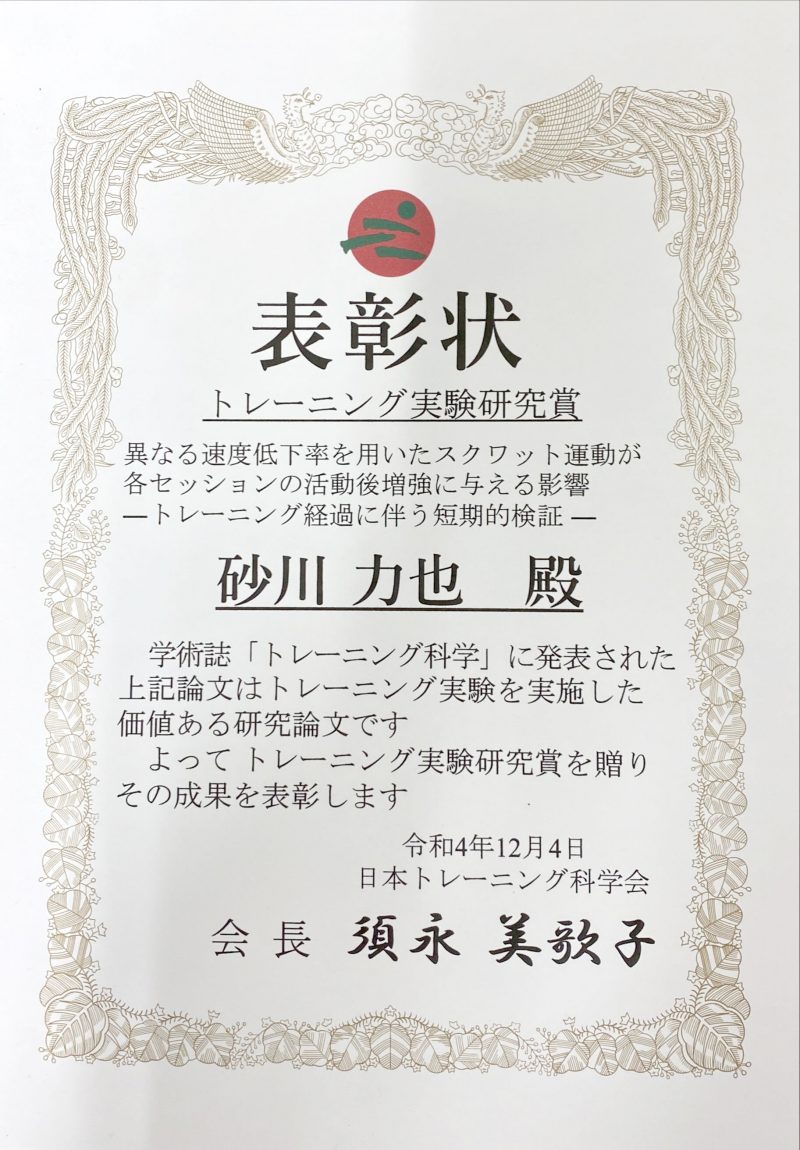 表彰状
トレーニング実験研究賞
異なる速度低下率を用いたスクワット運動が
各セッションの活動後増強に与える影響
―トレーニング経過に伴う短期的検証 ―
砂川 力也　殿
学術誌「トレーニング科学」に発表された
上記論文はトレーニング実験を実施した
価値ある研究論文です
よって トレーニング実験研究賞を贈り
その成果を表彰します
令和4年12月4日
日本トレーニング科学会
会 長　須永 美歌子